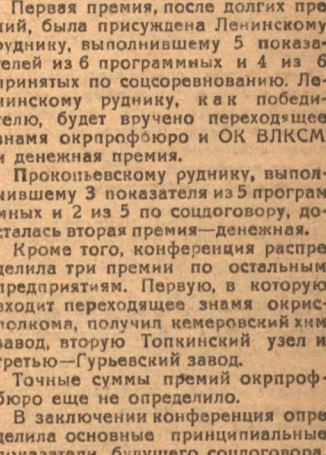 Первая премия, после долгих пре
ний, была присуждена Ленинскому
руднику, выполнившему 5 показа-
телей из 6 программных и 4 из 6
принятых по соцсоревнованию. Ле-
нинскому руднику, как победи-
телю, будет вручено переходящее
знамя окрпрофбюро и ОК ВЛКСМ
и денежная премия.
Прокопьевскому руднику, выпол-
нившему 3 показателя из 5 програм
мных и 2 из 5 по соцдоговору, до-
сталась вторая премия—денежная.
Кроме того, конференция распре
делила три премии по остальным
предприятиям. Первую, в которую
входит переходящее знамя окрис-
полкома, получил кемеровский хим
завод, вторую Топкинский узел и
третью—Гурьевский завод.
Точные суммы премий окрпроф-
бюро еще не определило.
В заключении конференция опре
делила основные принципиальные
показатели будущего соцдоговора.